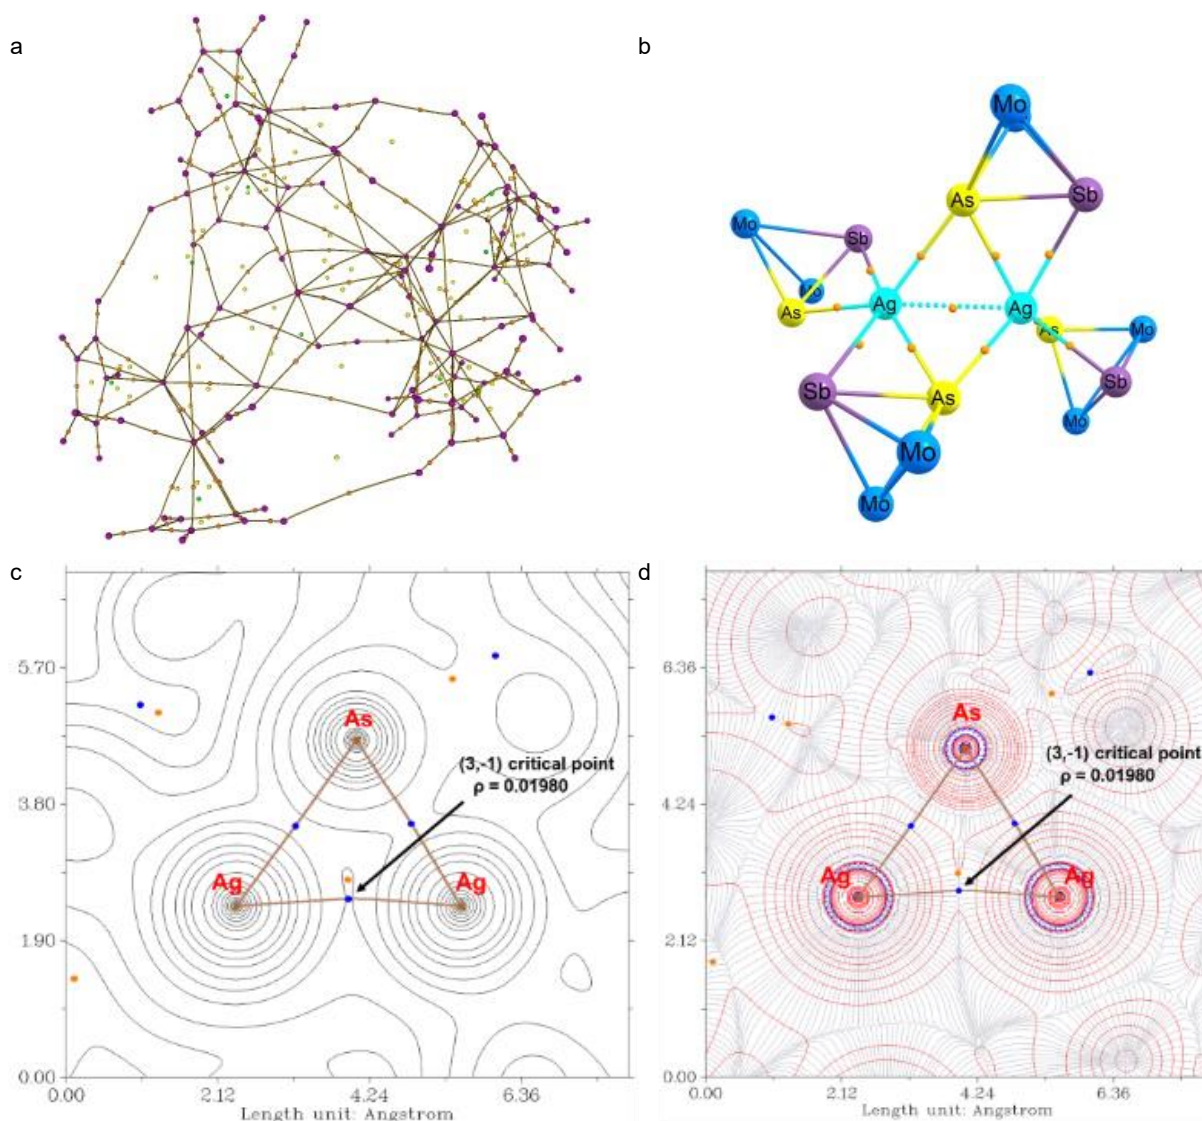 a
b
Mo
As
Sb
Mo
Sb
Mo
As
Ag
Ag
As
Mo
Sb
Mo
Sb
As
Mo
Mo
c
d
5.70
3.80
1.90
0.00
0.00
2.12
4.24
6.36
Length unit: Angstrom
As
Ag
Ag
(3,-1) critical point
ρ = 0.01980
6.36
4.24
2.12
0.00
0.00
2.12
4.24
6.36
Length unit: Angstrom
As
Ag
Ag
(3,-1) critical point
ρ = 0.01980